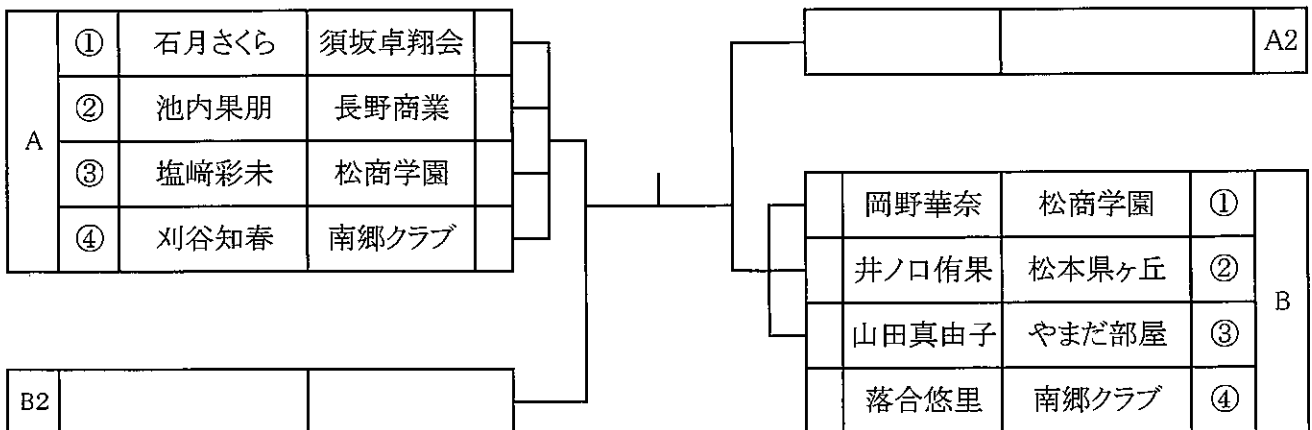 A
① 石月さくら 須坂卓翔会
② 池内果朋 長野商業
③ 塩﨑彩未 松商学園
④ 刈谷知春 南郷クラブ
B2
A2
岡野華奈 松商学園 ①
井ノ口侑果 松本県ヶ丘 ②
山田真由子 やまだ部屋 ③
落合悠里 南郷クラブ ④
B